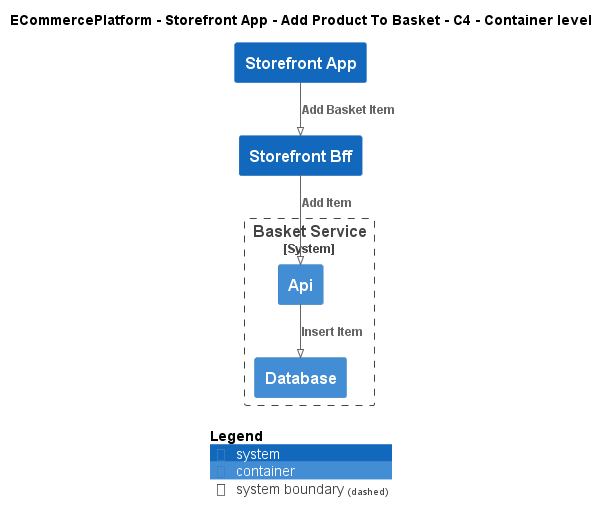 ECommercePlatform - Storefront App - Add Product To Basket - C4 - Container level
Storefront App
Add Basket Item
Storefront Bff
Add Item
Basket Service
[System]
Api
Insert Item
Database
Legend
system
container
system boundary (dashed)